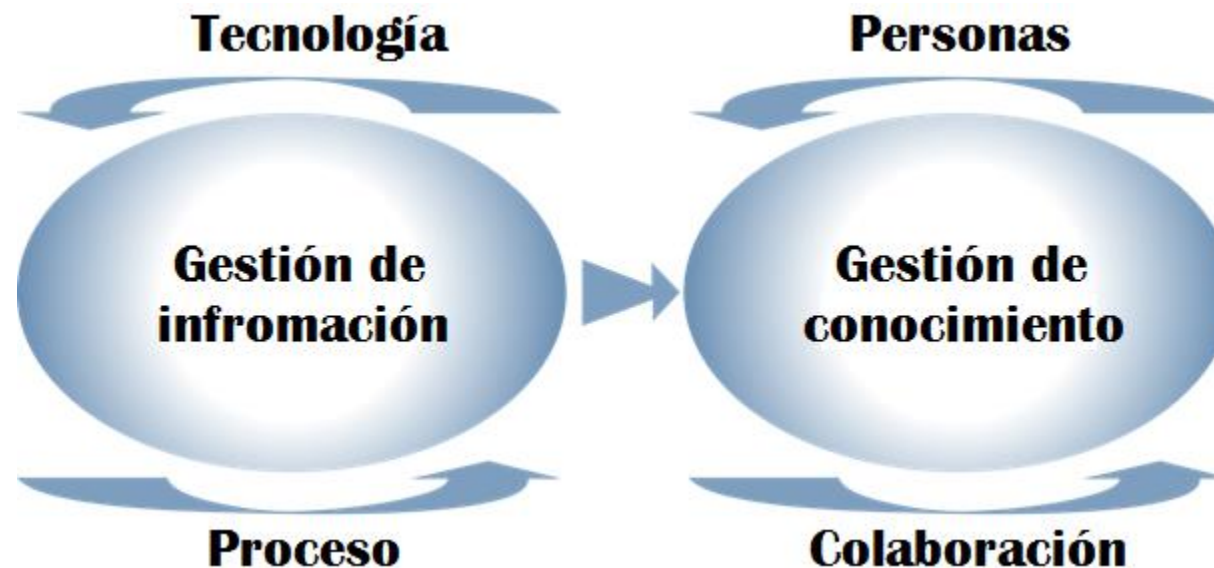 Tecnología
Personas
Gestión de
infromación
Gestión de
conocimiento
Proceso
Colaboración